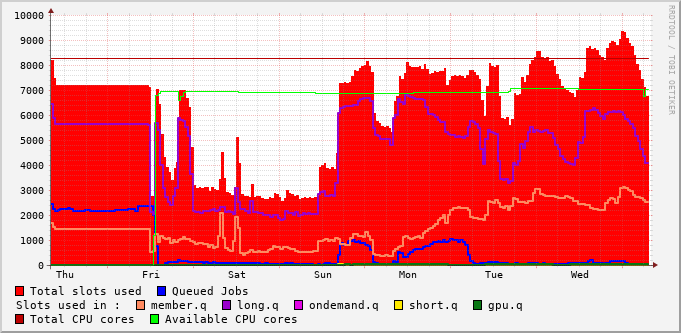 10000
9000
8000
7000
6000
5000
4000
3000
2000
1000
0
Thu Fri Sat Sun Mon Tue Wed
RRDTOOL / TOBI OETIKER
Total slots used Queued Jobs
Slots used in : member.q long.q ondemand.q short.q gpu.q
Total CPU cores Available CPU cores